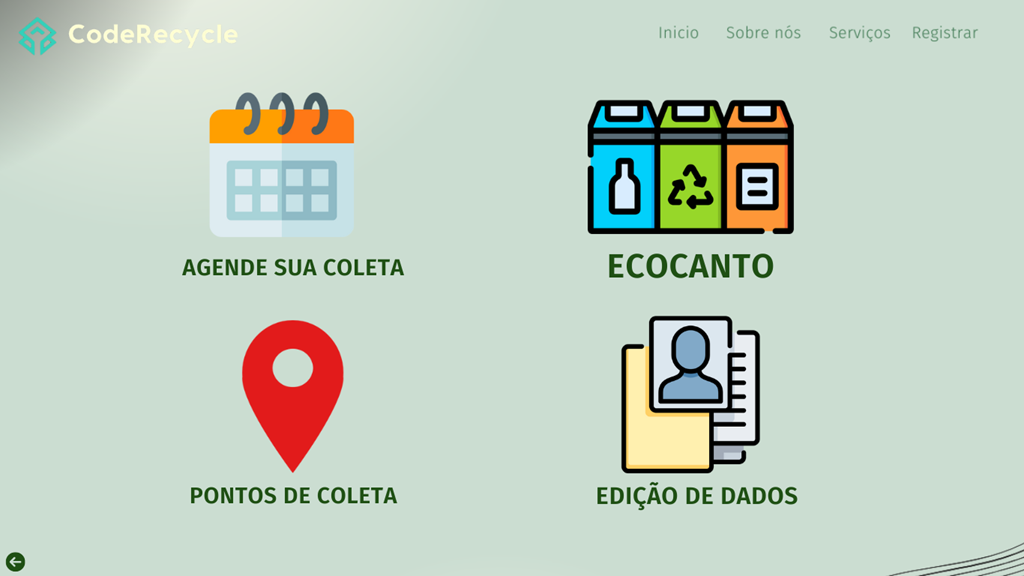 CodeRecycle
Inicio
Sobre nós
Serviços
Registrar
AGENDE SUA COLETA
ECOCANTO
PONTOS DE COLETA
EDIÇÃO DE DADOS